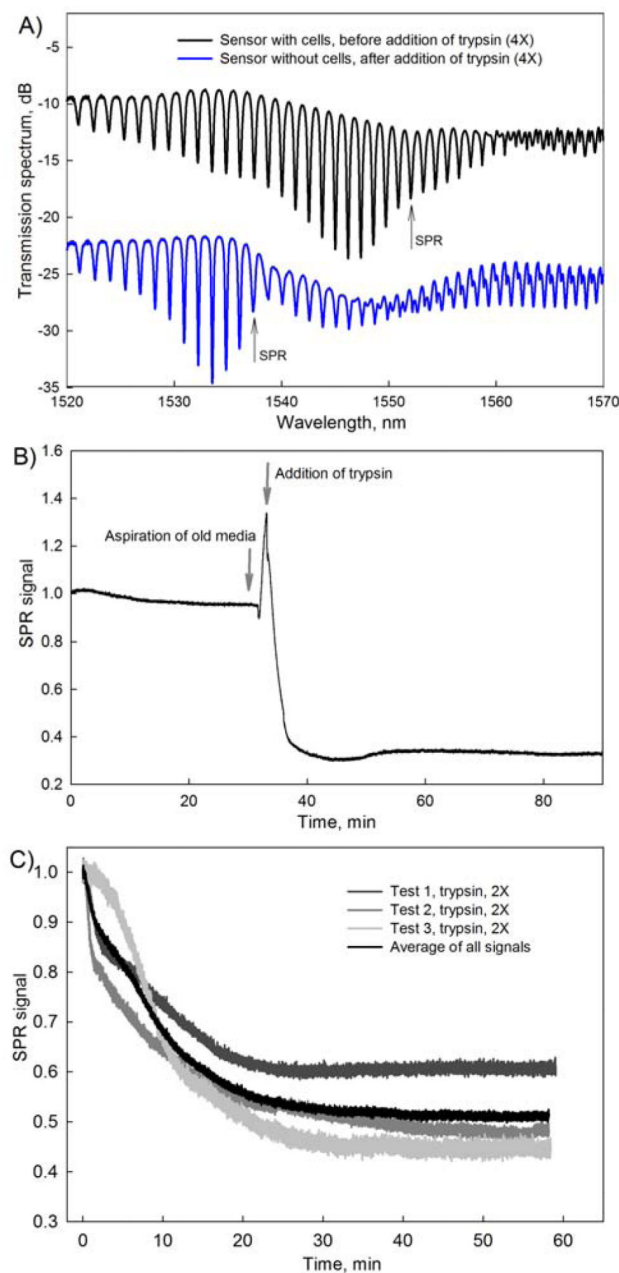 A)
Sensor with cells, before addition of trypsin (4X)
Sensor without cells, after addition of trypsin (4X)
Transmission spectrum, dB
-5
-10
-15
-20
-25
-30
-35
SPR
SPR
1520 1530 1540 1550 1560 1570
Wavelength, nm
B)
1.6
1.4
1.2
1.0
0.8
0.6
0.4
0.2
SPR signal
Addition of trypsin
Aspiration of old media
0 20 40 60 80
Time, min
C)
1.0
0.9
0.8
0.7
0.6
0.5
0.4
0.3
SPR signal
Test 1, trypsin, 2X
Test 2, trypsin, 2X
Test 3, trypsin, 2X
Average of all signals
0 10 20 30 40 50 60
Time, min